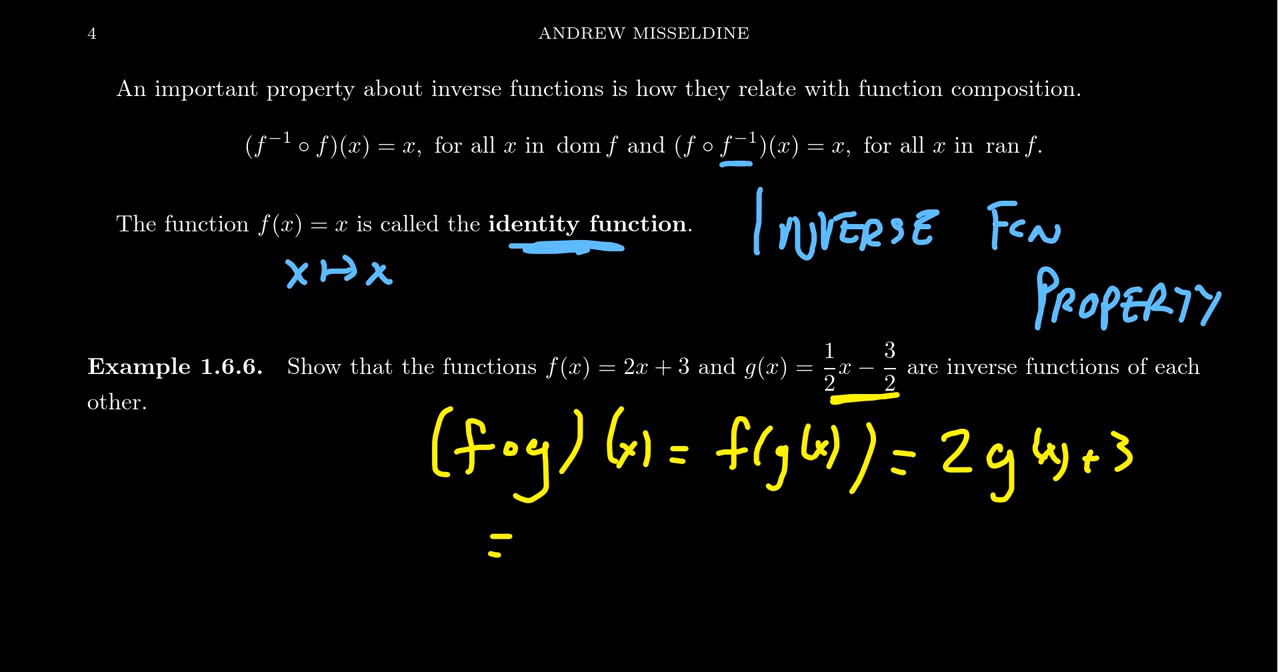 4 ANDREW MISSELDINE
An important property about inverse functions is how they relate with function composition.
(f⁻¹ ∘ f)(x) = x, for all x in dom f and (f ∘ f⁻¹)(x) = x, for all x in ran f.
The function f(x) = x is called the identity function.
INVERSE FCN
x ↦ x
PROPERTY
Example 1.6.6. Show that the functions f(x) = 2x + 3 and g(x) = 1/2 x − 3/2 are inverse functions of each
other.
(f∘g)(x) = f(g(x)) = 2g(x) + 3
=